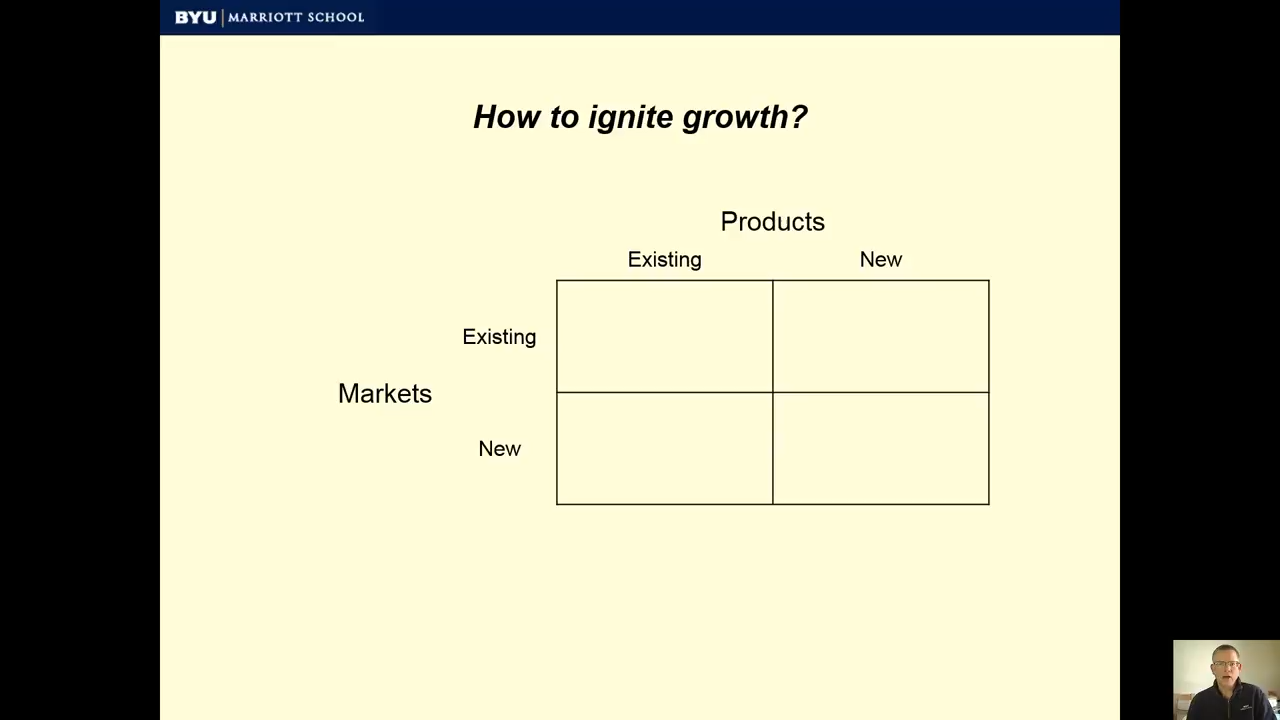 BYU | MARRIOTT SCHOOL
How to ignite growth?
Products
Existing New
Existing
Markets
New